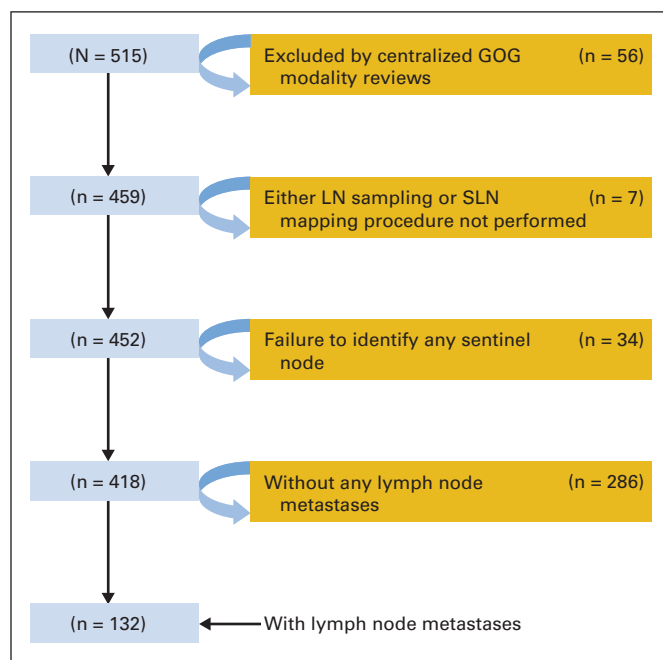 (N = 515)
Excluded by centralized GOG (n = 56)
modality reviews
(n = 459)
Either LN sampling or SLN (n = 7)
mapping procedure not performed
(n = 452)
Failure to identify any sentinel (n = 34)
node
(n = 418)
Without any lymph node (n = 286)
metastases
(n = 132)
With lymph node metastases